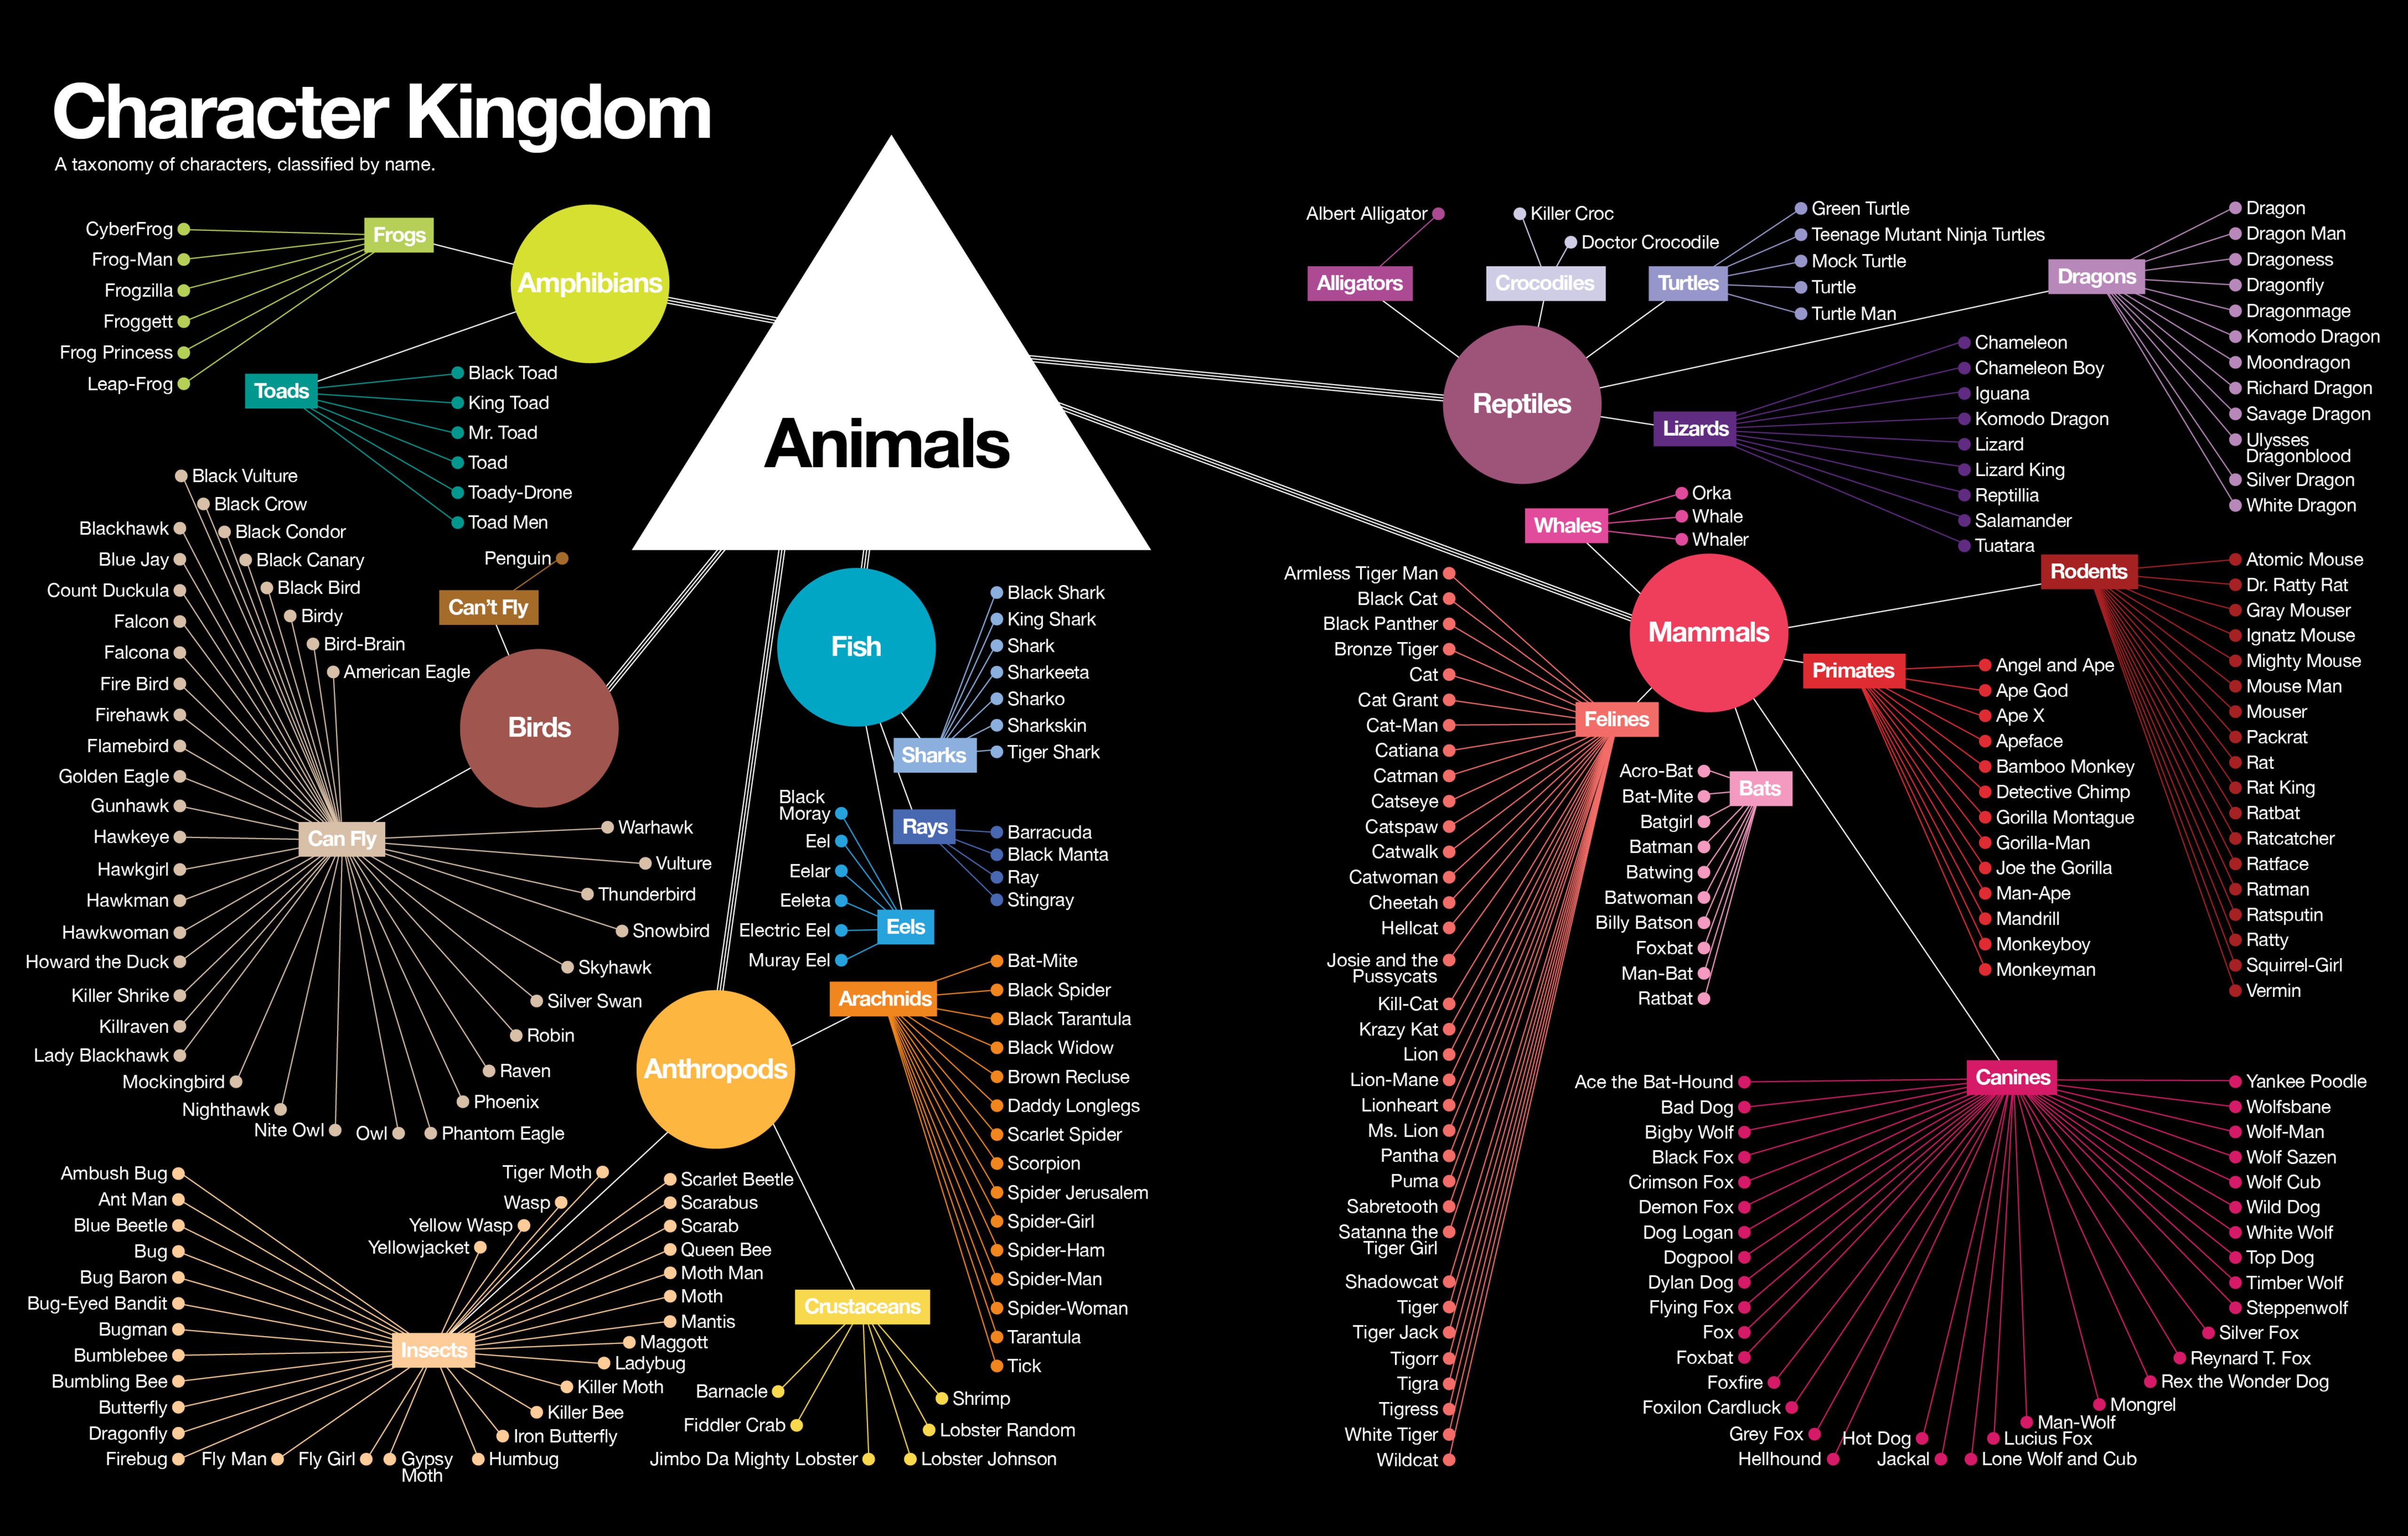 Character Kingdom
A taxonomy of characters, classified by name.
Animals
Amphibians
Frogs
CyberFrog
Frog-Man
Frogzilla
Froggett
Frog Princess
Leap-Frog
Toads
Black Toad
King Toad
Mr. Toad
Toad
Toady-Drone
Toad Men
Birds
Can't Fly
Penguin
Can Fly
Black Vulture
Black Crow
Black Condor
Black Canary
Black Bird
Birdy
Bird-Brain
American Eagle
Blackhawk
Blue Jay
Count Duckula
Falcon
Falcona
Fire Bird
Firehawk
Flamebird
Golden Eagle
Gunhawk
Hawkeye
Hawkgirl
Hawkman
Hawkwoman
Howard the Duck
Killer Shrike
Killraven
Lady Blackhawk
Mockingbird
Nighthawk
Nite Owl
Owl
Phantom Eagle
Phoenix
Raven
Robin
Silver Swan
Skyhawk
Snowbird
Thunderbird
Vulture
Warhawk
Fish
Sharks
Black Shark
King Shark
Shark
Sharkeeta
Sharko
Sharkskin
Tiger Shark
Rays
Barracuda
Black Manta
Ray
Stingray
Eels
Black
Moray
Eel
Eelar
Eeleta
Electric Eel
Muray Eel
Anthropods
Arachnids
Bat-Mite
Black Spider
Black Tarantula
Black Widow
Brown Recluse
Daddy Longlegs
Scarlet Spider
Scorpion
Spider Jerusalem
Spider-Girl
Spider-Ham
Spider-Man
Spider-Woman
Tarantula
Tick
Crustaceans
Barnacle
Fiddler Crab
Jimbo Da Mighty Lobster
Lobster Johnson
Lobster Random
Shrimp
Insects
Ambush Bug
Ant Man
Blue Beetle
Bug
Bug Baron
Bug-Eyed Bandit
Bugman
Bumblebee
Bumbling Bee
Butterfly
Dragonfly
Firebug
Fly Man
Fly Girl
Gypsy
Moth
Humbug
Iron Butterfly
Killer Bee
Killer Moth
Ladybug
Maggott
Mantis
Moth
Moth Man
Queen Bee
Scarab
Scarabus
Scarlet Beetle
Tiger Moth
Wasp
Yellow Wasp
Yellowjacket
Reptiles
Alligators
Albert Alligator
Crocodiles
Killer Croc
Doctor Crocodile
Turtles
Green Turtle
Teenage Mutant Ninja Turtles
Mock Turtle
Turtle
Turtle Man
Dragons
Dragon
Dragon Man
Dragoness
Dragonfly
Dragonmage
Komodo Dragon
Moondragon
Richard Dragon
Savage Dragon
Ulysses
Dragonblood
Silver Dragon
White Dragon
Lizards
Chameleon
Chameleon Boy
Iguana
Komodo Dragon
Lizard
Lizard King
Reptillia
Salamander
Tuatara
Mammals
Whales
Orka
Whale
Whaler
Rodents
Atomic Mouse
Dr. Ratty Rat
Gray Mouser
Ignatz Mouse
Mighty Mouse
Mouse Man
Mouser
Packrat
Rat
Rat King
Ratbat
Ratcatcher
Ratface
Ratman
Ratsputin
Ratty
Squirrel-Girl
Vermin
Primates
Angel and Ape
Ape God
Ape X
Apeface
Bamboo Monkey
Detective Chimp
Gorilla Montague
Gorilla-Man
Joe the Gorilla
Man-Ape
Mandrill
Monkeyboy
Monkeyman
Felines
Armless Tiger Man
Black Cat
Black Panther
Bronze Tiger
Cat
Cat Grant
Cat-Man
Catiana
Catman
Catseye
Catspaw
Catwalk
Catwoman
Cheetah
Hellcat
Josie and the
Pussycats
Kill-Cat
Krazy Kat
Lion
Lion-Mane
Lionheart
Ms. Lion
Pantha
Puma
Sabretooth
Satanna the
Tiger Girl
Shadowcat
Tiger
Tiger Jack
Tigorr
Tigra
Tigress
White Tiger
Wildcat
Bats
Acro-Bat
Bat-Mite
Batgirl
Batman
Batwing
Batwoman
Billy Batson
Foxbat
Man-Bat
Ratbat
Canines
Ace the Bat-Hound
Bad Dog
Bigby Wolf
Black Fox
Crimson Fox
Demon Fox
Dog Logan
Dogpool
Dylan Dog
Flying Fox
Fox
Foxbat
Foxfire
Foxilon Cardluck
Grey Fox
Hellhound
Hot Dog
Jackal
Lone Wolf and Cub
Lucius Fox
Man-Wolf
Mongrel
Rex the Wonder Dog
Reynard T. Fox
Silver Fox
Steppenwolf
Timber Wolf
Top Dog
White Wolf
Wild Dog
Wolf Cub
Wolf Sazen
Wolf-Man
Wolfsbane
Yankee Poodle